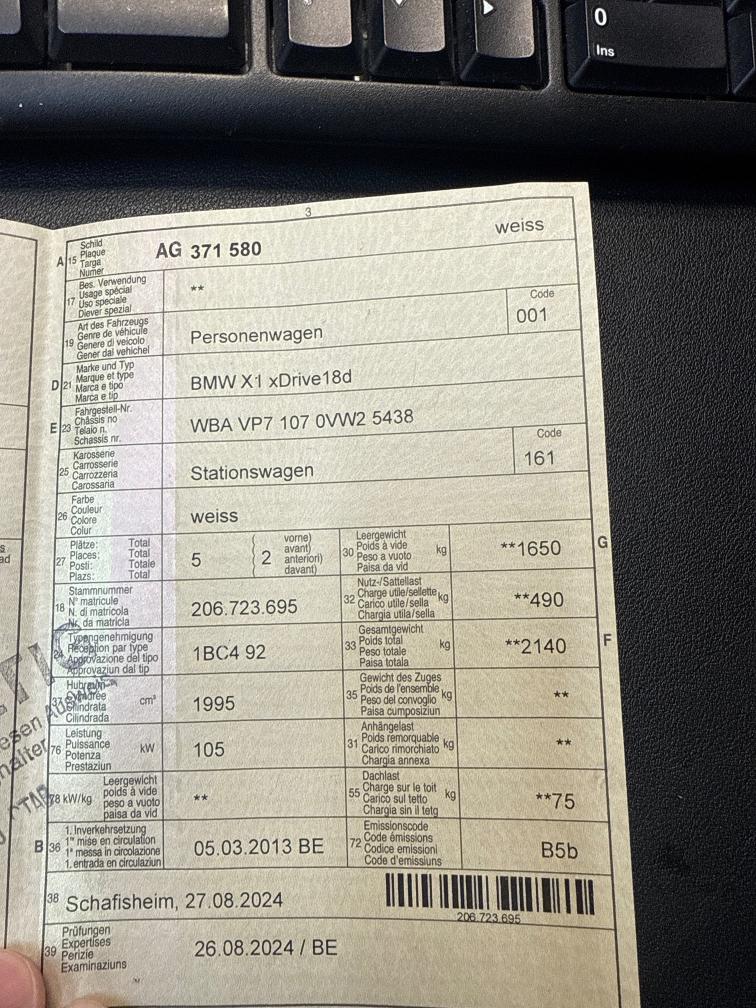 0
Ins
3
A 15 Schild
Plaque
Targa
Numer
AG 371 580
weiss
17 Bes. Verwendung
Usage spécial
Uso speciale
Diever spezial
**
19 Art des Fahrzeugs
Genre de véhicule
Genere di veicolo
Gener dal vehichel
Personenwagen
Code
001
D 21 Marke und Typ
Marque et type
Marca e tipo
Marca e tip
BMW X1 xDrive18d
E 23 Fahrgestell-Nr.
Châssis no
Telaio n.
Schassis nr.
WBA VP7 107 0VW2 5438
25 Karosserie
Carrosserie
Carrozzeria
Carossaria
Stationswagen
Code
161
26 Farbe
Couleur
Colore
Colur
weiss
27 Plätze: Total
Places: Total
Posti: Totale
Plazs: Total
5
2
vorne)
avant)
anteriori)
davant)
30 Leergewicht
Poids à vide
Peso a vuoto
Paisa da vid
kg
**1650
G
18 Stammnummer
N° matricule
N. di matricola
Nr. da matricla
206.723.695
32 Nutz-/Sattellast
Charge utile/sellette
Carico utile/sella
Chargia utila/sella
kg
**490
24 Typengenehmigung
Réception par type
Approvazione del tipo
Approvaziun dal tip
1BC4 92
33 Gesamtgewicht
Poids total
Peso totale
Paisa totala
kg
**2140
F
37 Hubraum
Cylindrée
Cilindrata
Cilindrada
cm³
1995
35 Gewicht des Zuges
Poids de l'ensemble
Peso del convoglio
Paisa cumposiziun
kg
**
76 Leistung
Puissance
Potenza
Prestaziun
kW
105
31 Anhängelast
Poids remorquable
Carico rimorchiato
Chargia annexa
kg
**
78 kW/kg
Leergewicht
poids à vide
peso a vuoto
paisa da vid
**
55 Dachlast
Charge sur le toit
Carico sul tetto
Chargia sin il tetg
kg
**75
B 36 1. Inverkehrsetzung
1re mise en circulation
1a messa in circolazione
1. entrada en circulaziun
05.03.2013 BE
72 Emissionscode
Code émissions
Codice emissioni
Code d'emissiuns
B5b
38 Schafisheim, 27.08.2024
206.723.695
39 Prüfungen
Expertises
Perizie
Examinaziuns
26.08.2024 / BE
esen Ausweis
halter